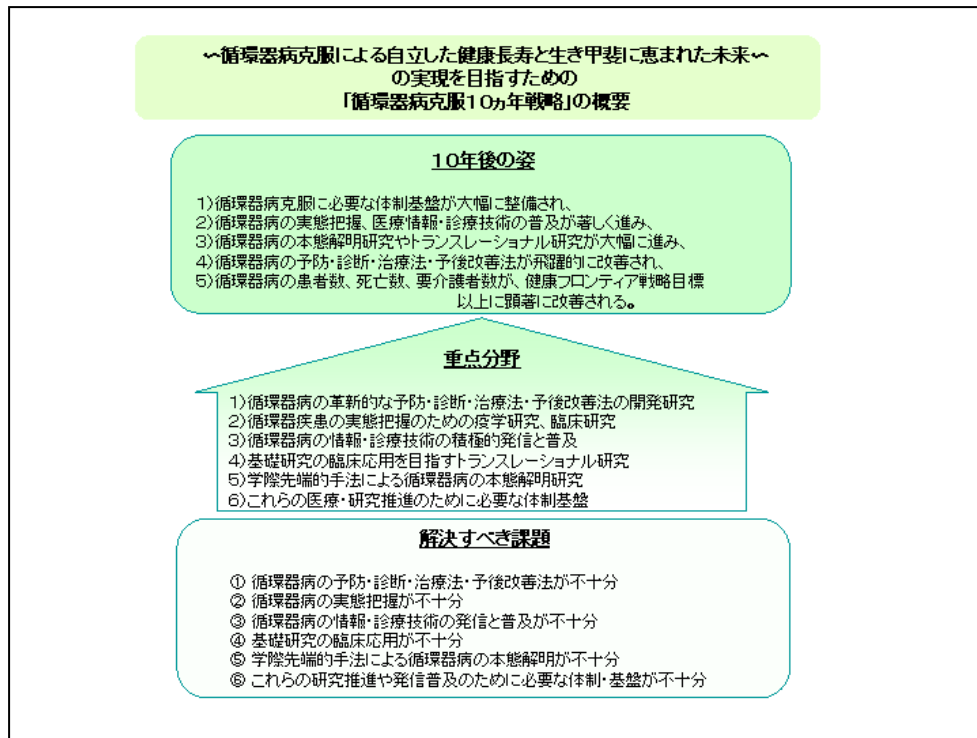 ～循環器病克服による自立した健康長寿と生き甲斐に恵まれた未来～
の実現を目指すための
「循環器病克服10ヵ年戦略」の概要
10年後の姿
1)循環器病克服に必要な体制基盤が大幅に整備され、
2)循環器病の実態把握、医療情報・診療技術の普及が著しく進み、
3)循環器病の本態解明研究やトランスレーショナル研究が大幅に進み、
4)循環器病の予防・診断・治療法・予後改善法が飛躍的に改善され、
5)循環器病の患者数、死亡数、要介護者数が、健康フロンティア戦略目標
以上に顕著に改善される。
重点分野
1)循環器病の革新的な予防・診断・治療法・予後改善法の開発研究
2)循環器疾患の実態把握のための疫学研究、臨床研究
3)循環器病の情報・診療技術の積極的発信と普及
4)基礎研究の臨床応用を目指すトランスレーショナル研究
5)学際先端的手法による循環器病の本態解明研究
6)これらの医療・研究推進のために必要な体制基盤
解決すべき課題
① 循環器病の予防・診断・治療法・予後改善法が不十分
② 循環器病の実態把握が不十分
③ 循環器病の情報・診療技術の発信と普及が不十分
④ 基礎研究の臨床応用が不十分
⑤ 学際先端的手法による循環器病の本態解明が不十分
⑥ これらの研究推進や発信普及のために必要な体制・基盤が不十分